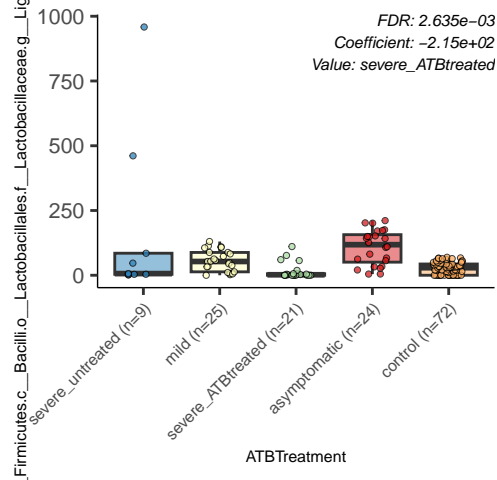 _Firmicutes.c__Bacilli.o__Lactobacillales.f__Lactobacillaceae.g__Lig
FDR: 2.635e−03
Coefficient: −2.15e+02
Value: severe_ATBtreated
1000
750
500
250
0
severe_untreated (n=9)
mild (n=25)
severe_ATBtreated (n=21)
asymptomatic (n=24)
control (n=72)
ATBTreatment